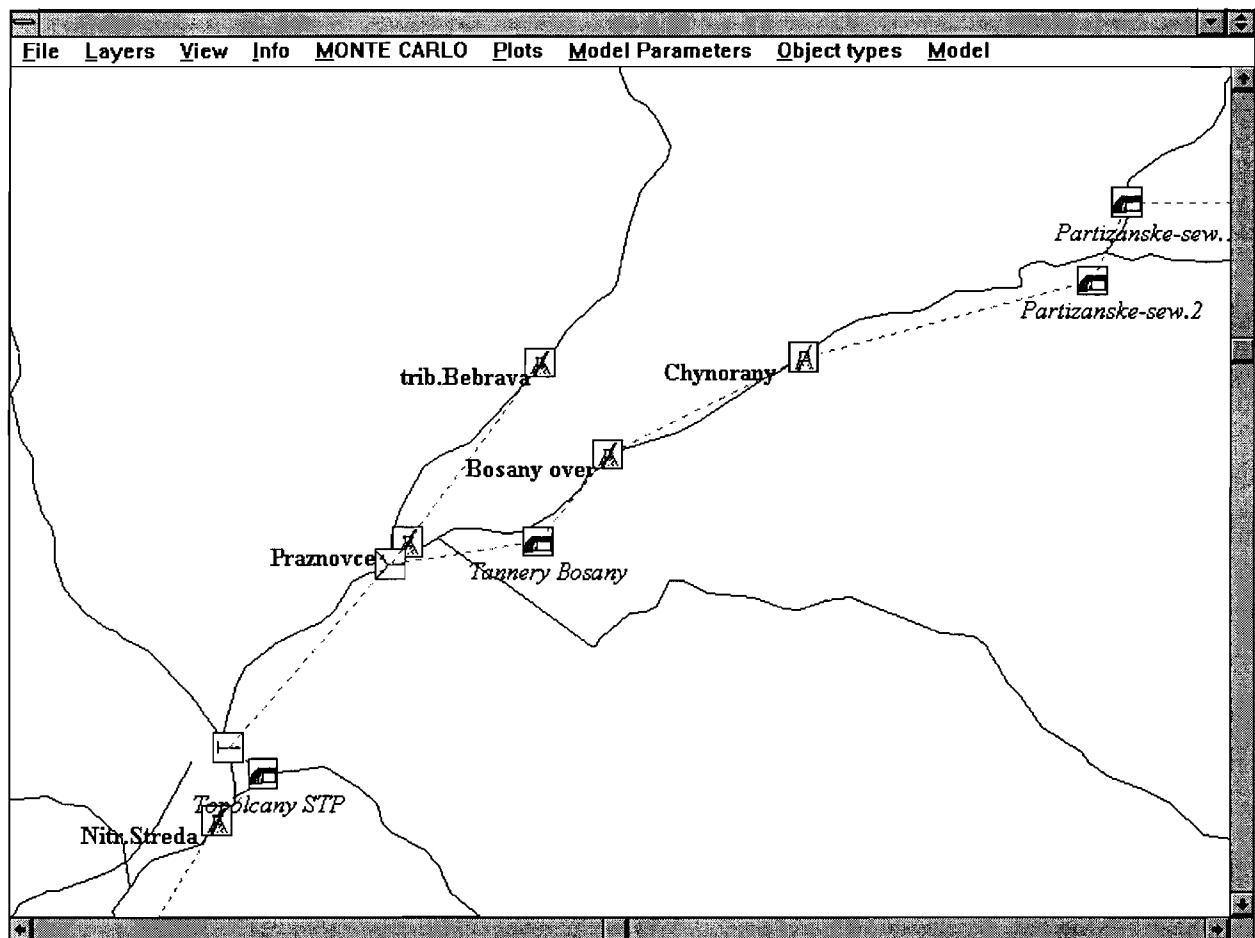 File Layers View Info MONTE CARLO Plots Model Parameters Object types Model
Partizanske-sew.
Partizanske-sew.2
Chynorany
trib.Bebrava
Bosany over
Praznovce
Tannery Bosany
Topolcany STP
Nitr.Streda